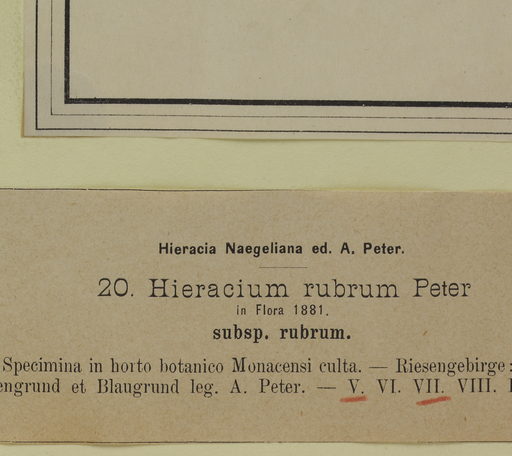 Hieracia Naegeliana ed. A. Peter.
20. Hieracium rubrum Peter
in Flora 1881.
subsp. rubrum.
Specimina in horto botanico Monacensi culta. — Riesengebirge:
engrund et Blaugrund leg. A. Peter. — V. VI. VII. VIII.